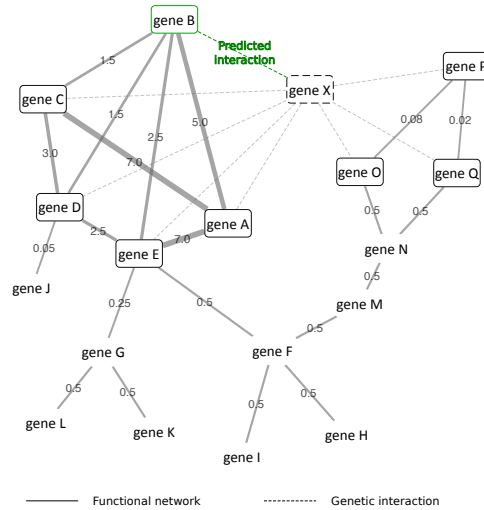 gene B
Predicted
interaction
gene P
1.5
gene X
gene C
1.5
5.0
0.08
0.02
2.5
3.0
7.0
gene O
gene Q
gene D
0.5
0.5
gene A
2.5
7.0
0.05
gene E
gene N
gene J
0.5
0.25
0.5
gene M
0.5
gene G
gene F
0.5
0.5
0.5
0.5
gene L
gene K
gene H
gene I
Functional network
Genetic interaction